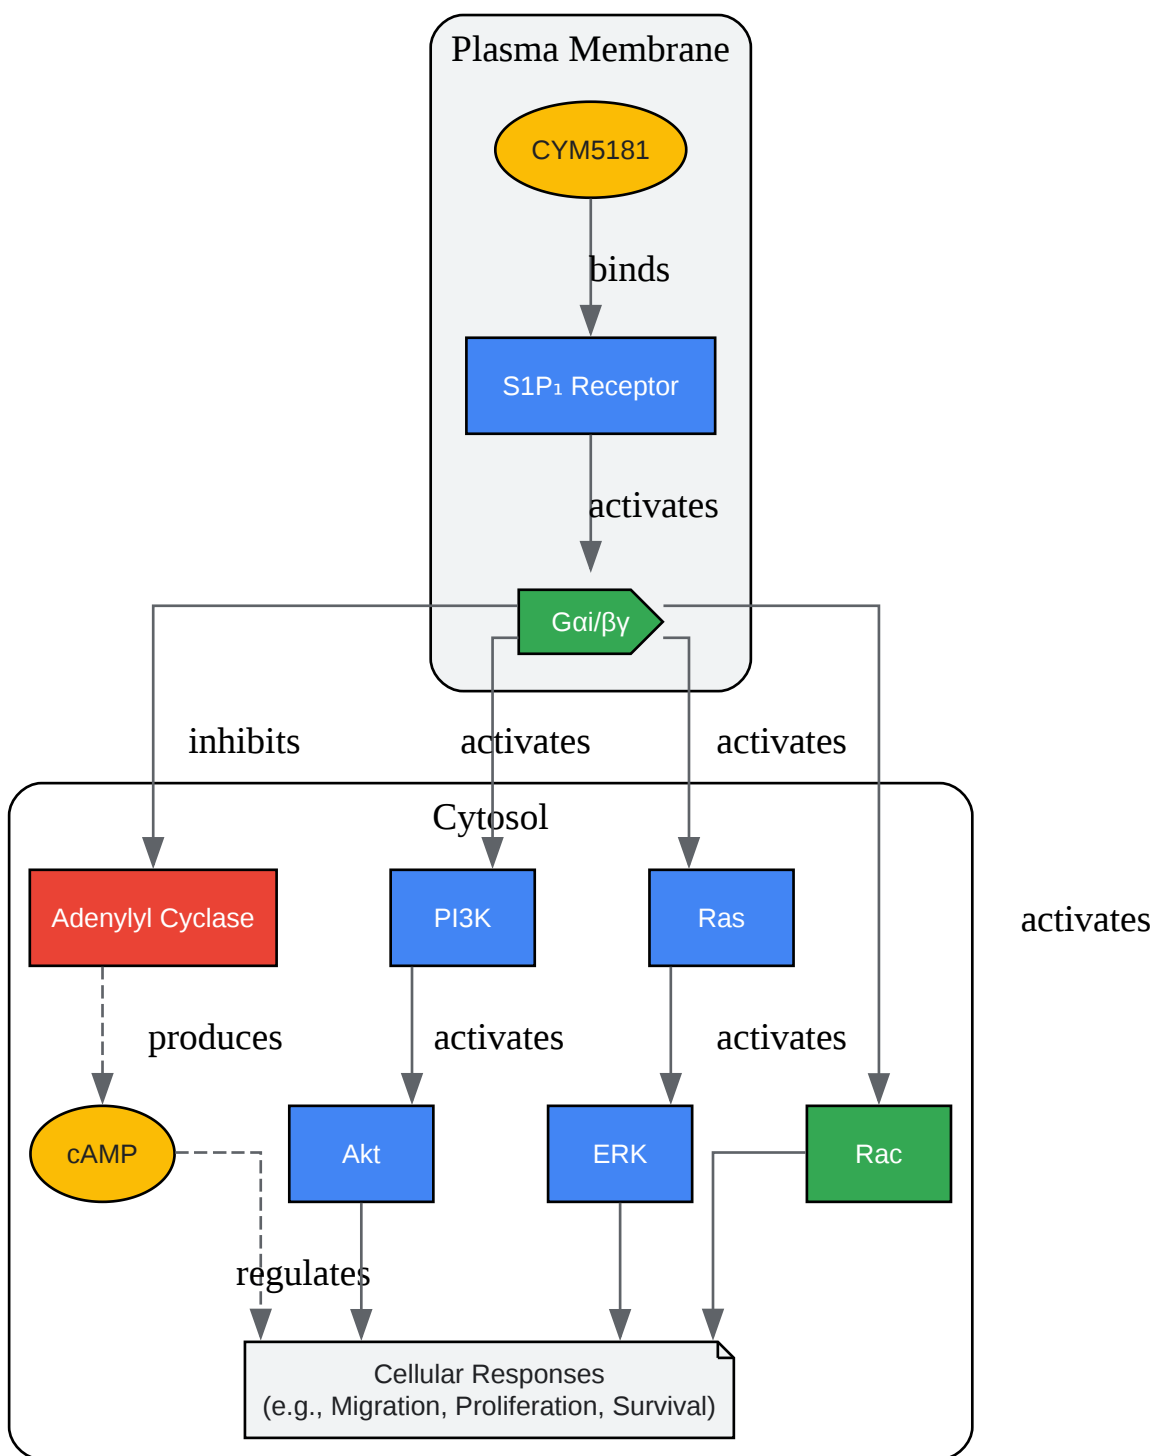 Plasma Membrane
CYM5181
binds
S1P₁ Receptor
activates
Gαi/βγ
inhibits
activates
activates
Cytosol
Adenylyl Cyclase
PI3K
Ras
activates
produces
activates
activates
cAMP
Akt
ERK
Rac
regulates
Cellular Responses
(e.g., Migration, Proliferation, Survival)